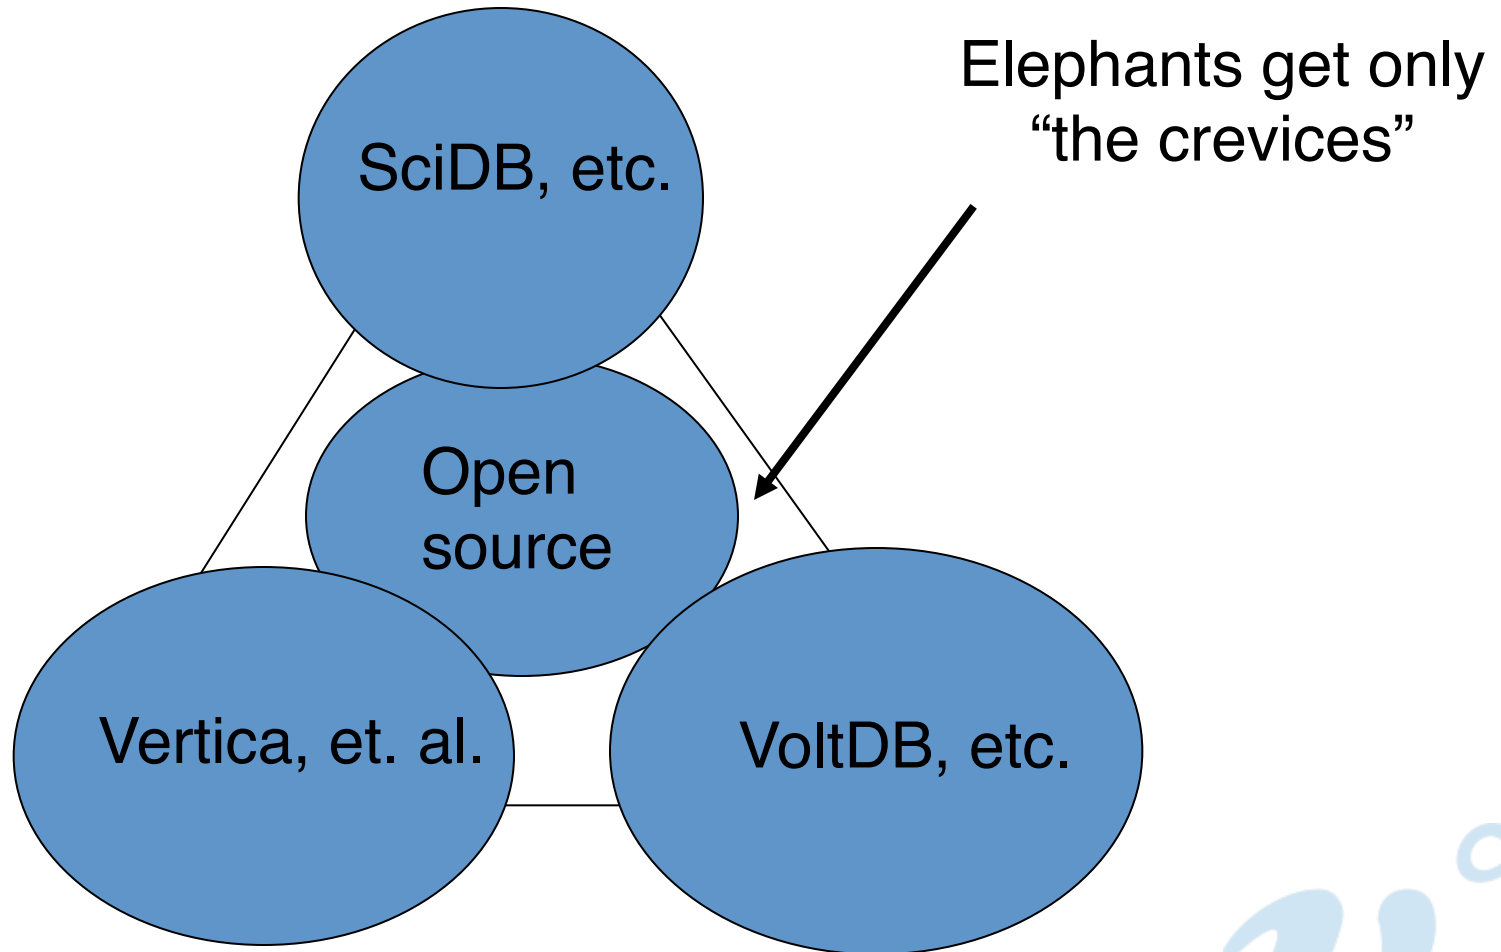 Elephants get only
“the crevices”
SciDB, etc.
Open
source
Vertica, et. al.
VoltDB, etc.